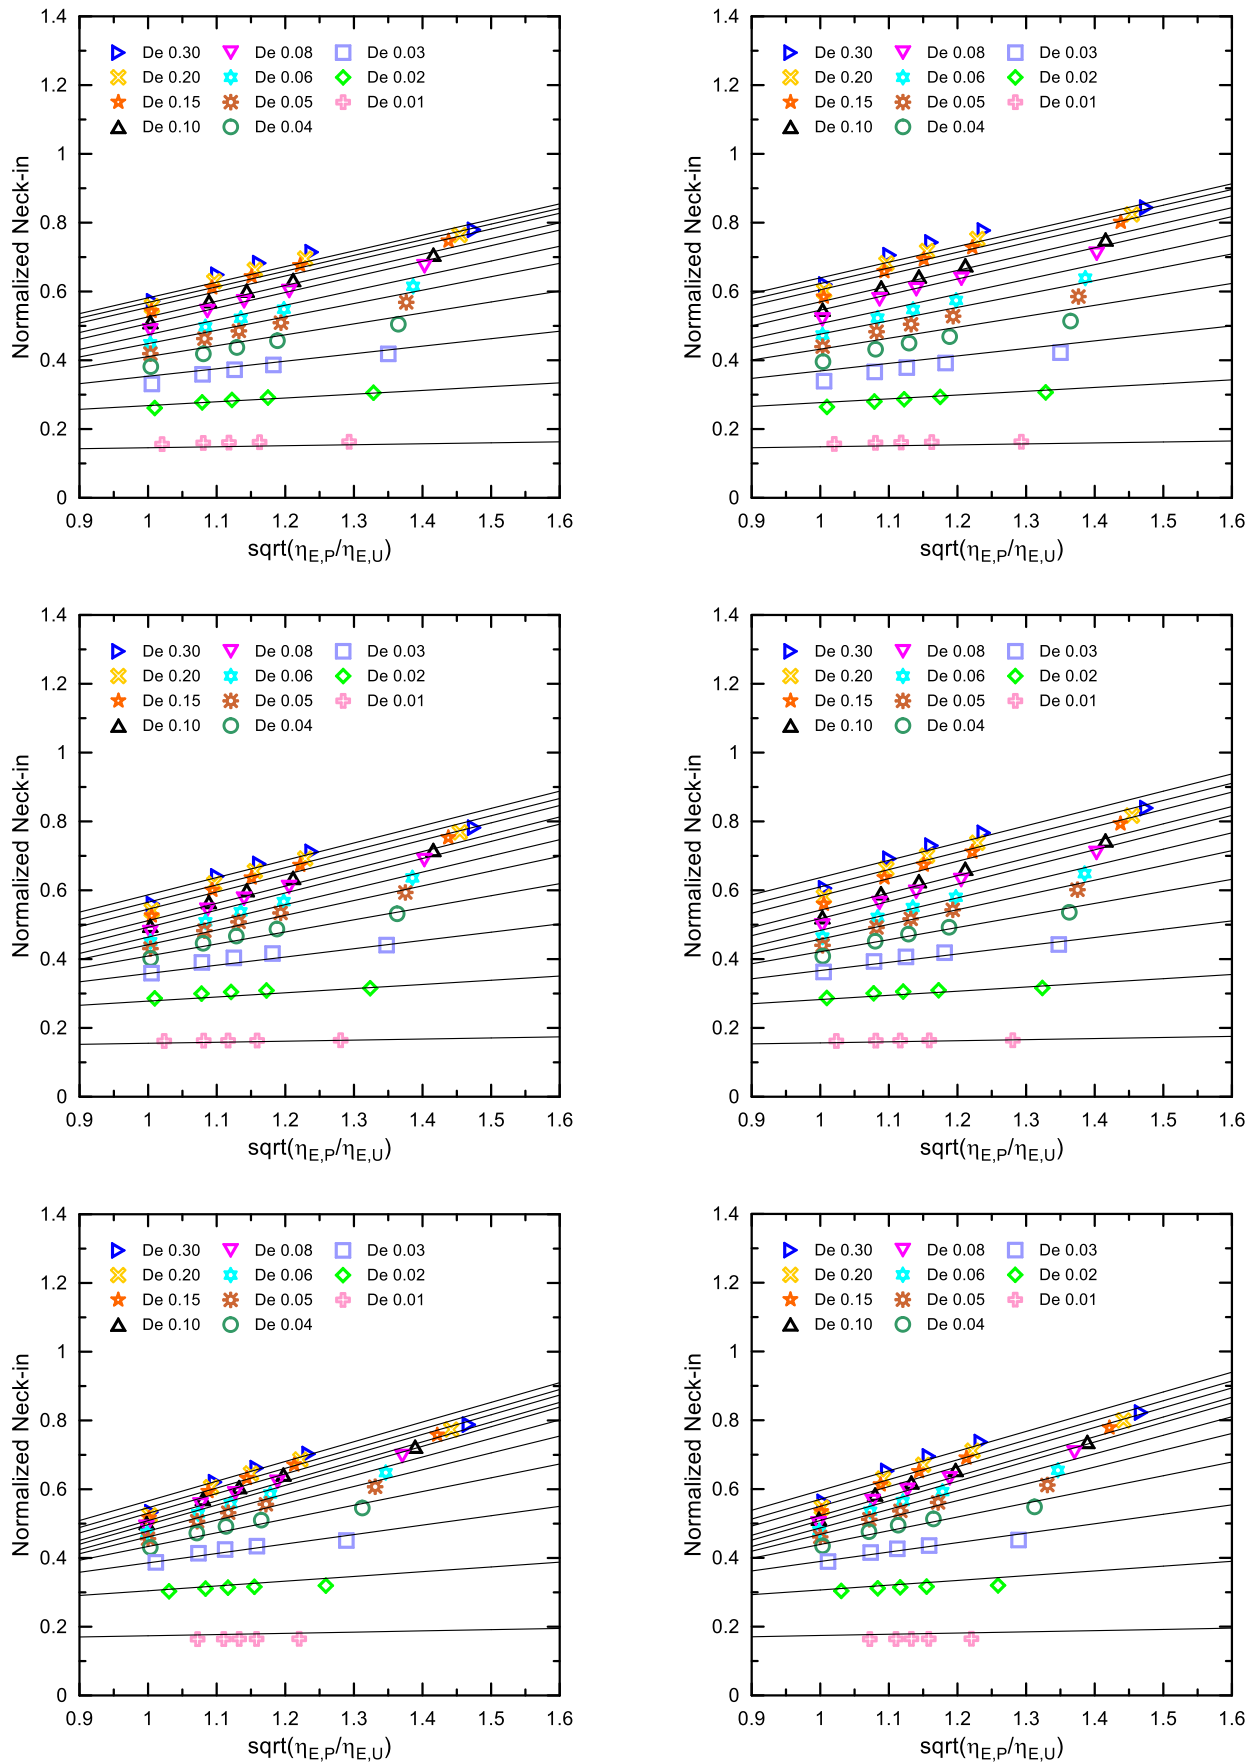 1.4 1.4
De 0.30 De 0.08 De 0.03 De 0.30 De 0.08 De 0.03
1.2 De 0.20 De 0.06 De 0.02 1.2 De 0.20 De 0.06 De 0.02
De 0.15 De 0.05 De 0.01 De 0.15 De 0.05 De 0.01
De 0.10 De 0.04 De 0.10 De 0.04
1 1
0.8 0.8
Normalized Neck-in Normalized Neck-in
0.6 0.6
0.4 0.4
0.2 0.2
0 0
0.9 1 1.1 1.2 1.3 1.4 1.5 1.6 0.9 1 1.1 1.2 1.3 1.4 1.5 1.6
sqrt(ηE,P/ηE,U) sqrt(ηE,P/ηE,U)
1.4 1.4
De 0.30 De 0.08 De 0.03 De 0.30 De 0.08 De 0.03
1.2 De 0.20 De 0.06 De 0.02 1.2 De 0.20 De 0.06 De 0.02
De 0.15 De 0.05 De 0.01 De 0.15 De 0.05 De 0.01
De 0.10 De 0.04 De 0.10 De 0.04
1 1
0.8 0.8
Normalized Neck-in Normalized Neck-in
0.6 0.6
0.4 0.4
0.2 0.2
0 0
0.9 1 1.1 1.2 1.3 1.4 1.5 1.6 0.9 1 1.1 1.2 1.3 1.4 1.5 1.6
sqrt(ηE,P/ηE,U) sqrt(ηE,P/ηE,U)
1.4 1.4
De 0.30 De 0.08 De 0.03 De 0.30 De 0.08 De 0.03
1.2 De 0.20 De 0.06 De 0.02 1.2 De 0.20 De 0.06 De 0.02
De 0.15 De 0.05 De 0.01 De 0.15 De 0.05 De 0.01
De 0.10 De 0.04 De 0.10 De 0.04
1 1
0.8 0.8
Normalized Neck-in Normalized Neck-in
0.6 0.6
0.4 0.4
0.2 0.2
0 0
0.9 1 1.1 1.2 1.3 1.4 1.5 1.6 0.9 1 1.1 1.2 1.3 1.4 1.5 1.6
sqrt(ηE,P/ηE,U) sqrt(ηE,P/ηE,U)